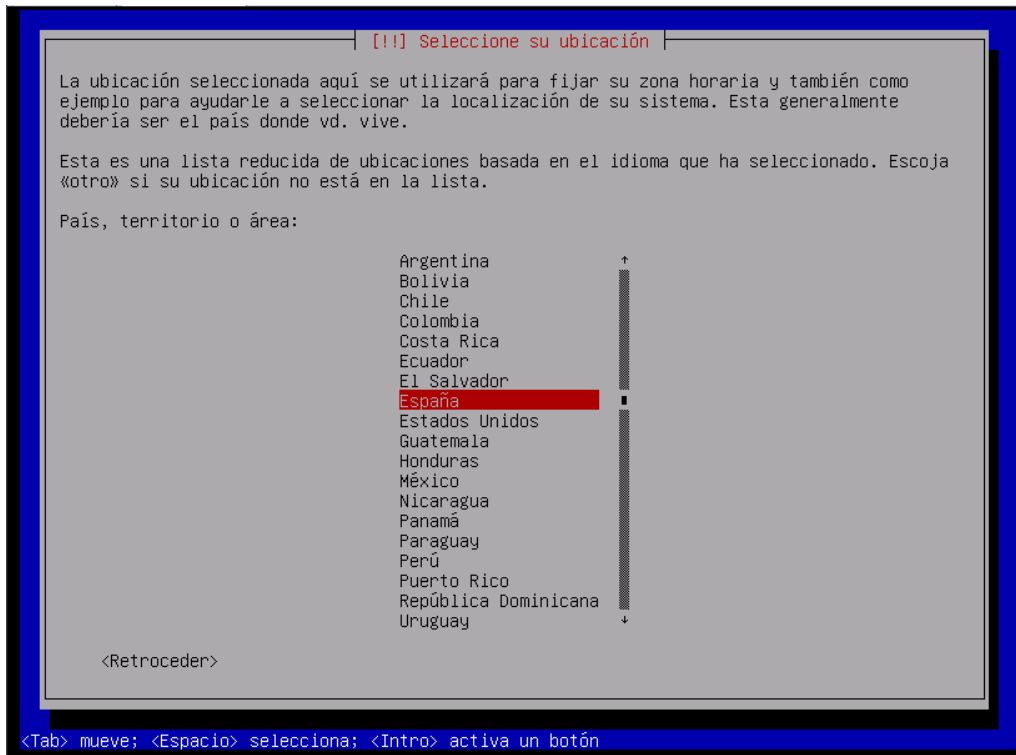 [!!] Seleccione su ubicación
La ubicación seleccionada aquí se utilizará para fijar su zona horaria y también como
ejemplo para ayudarle a seleccionar la localización de su sistema. Esta generalmente
debería ser el país donde vd. vive.
Esta es una lista reducida de ubicaciones basada en el idioma que ha seleccionado. Escoja
«otro» si su ubicación no está en la lista.
País, territorio o área:
Argentina
Bolivia
Chile
Colombia
Costa Rica
Ecuador
El Salvador
España
Estados Unidos
Guatemala
Honduras
México
Nicaragua
Panamá
Paraguay
Perú
Puerto Rico
República Dominicana
Uruguay
<Retroceder>
<Tab> mueve; <Espacio> selecciona; <Intro> activa un botón